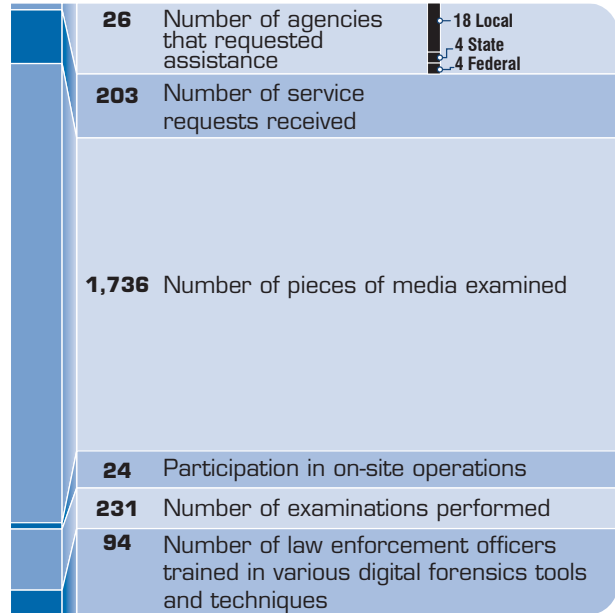 26 Number of agencies
that requested
assistance
18 Local
4 State
4 Federal
203 Number of service
requests received
1,736 Number of pieces of media examined
24 Participation in on-site operations
231 Number of examinations performed
94 Number of law enforcement officers
trained in various digital forensics tools
and techniques